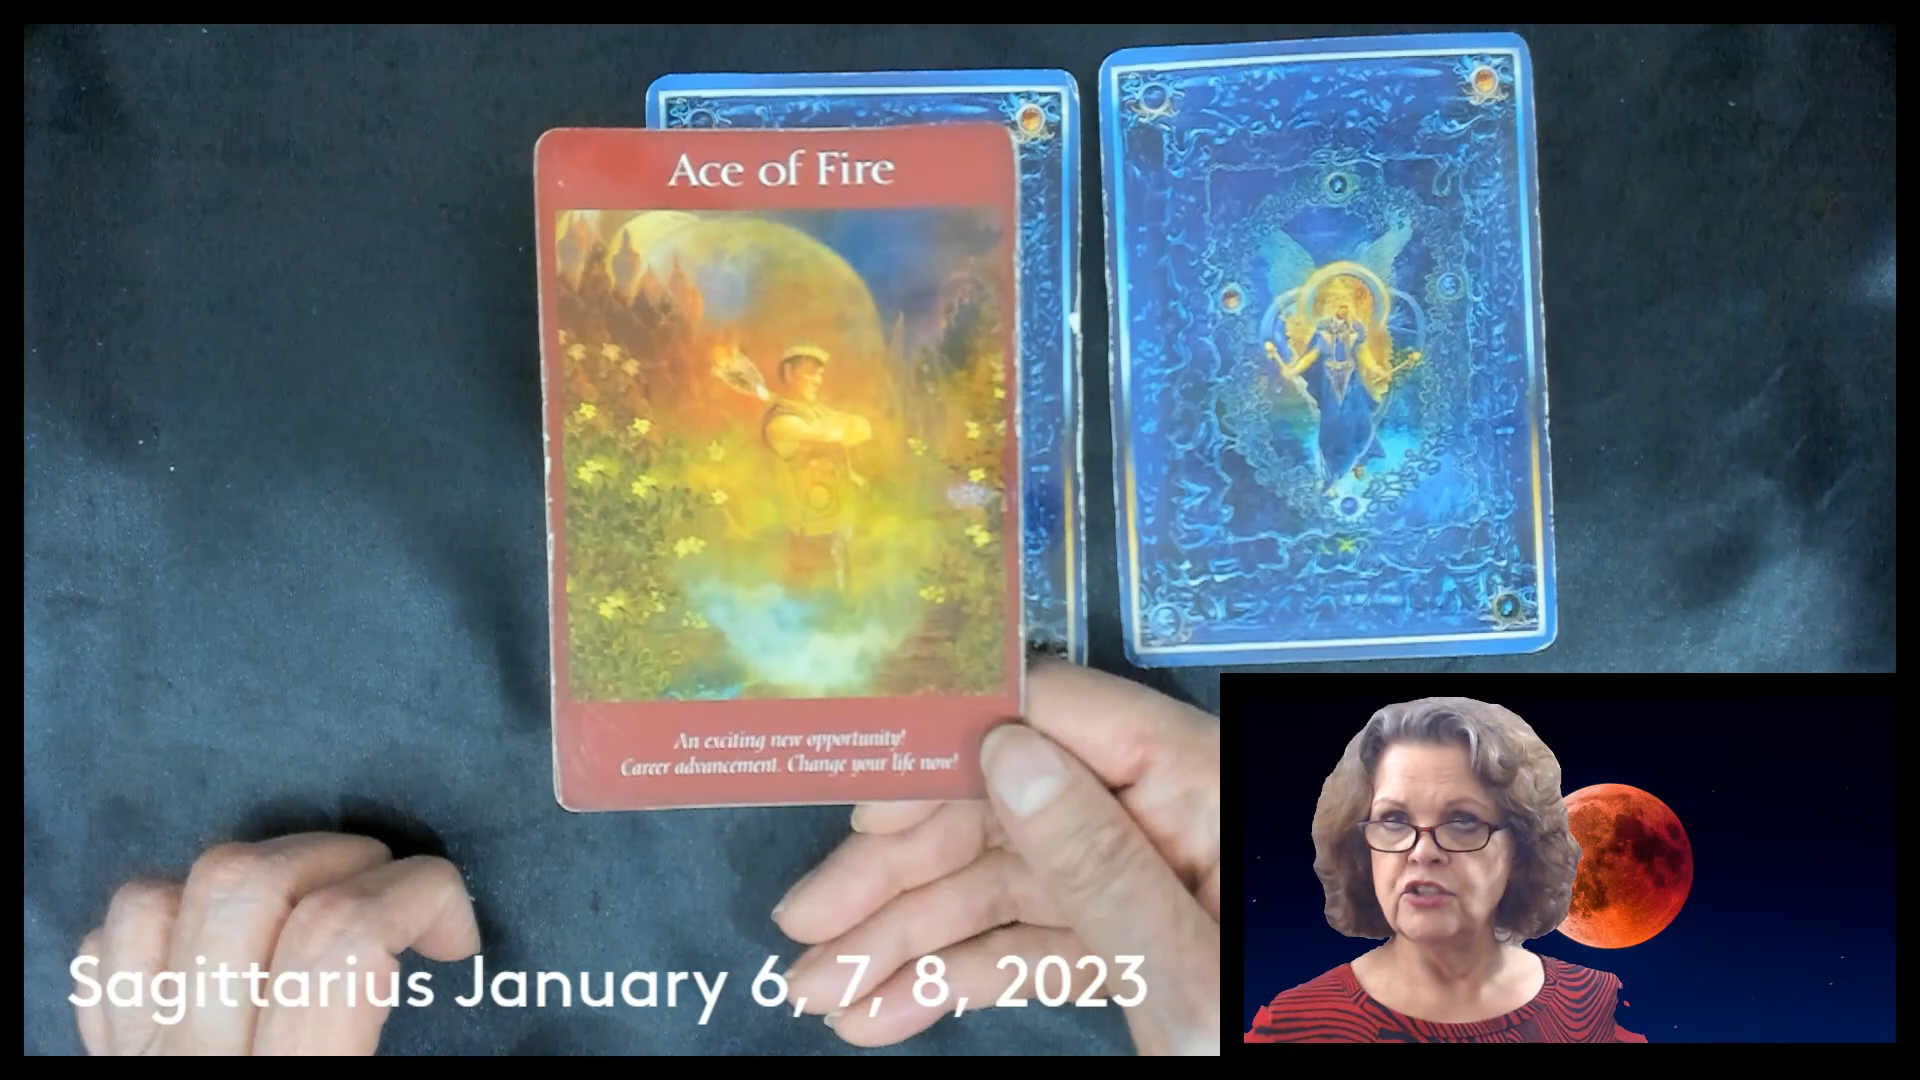 Ace of Fire
An exciting new opportunity!
Career advancement. Change your life now!
Sagittarius January 6, 7, 8, 2023